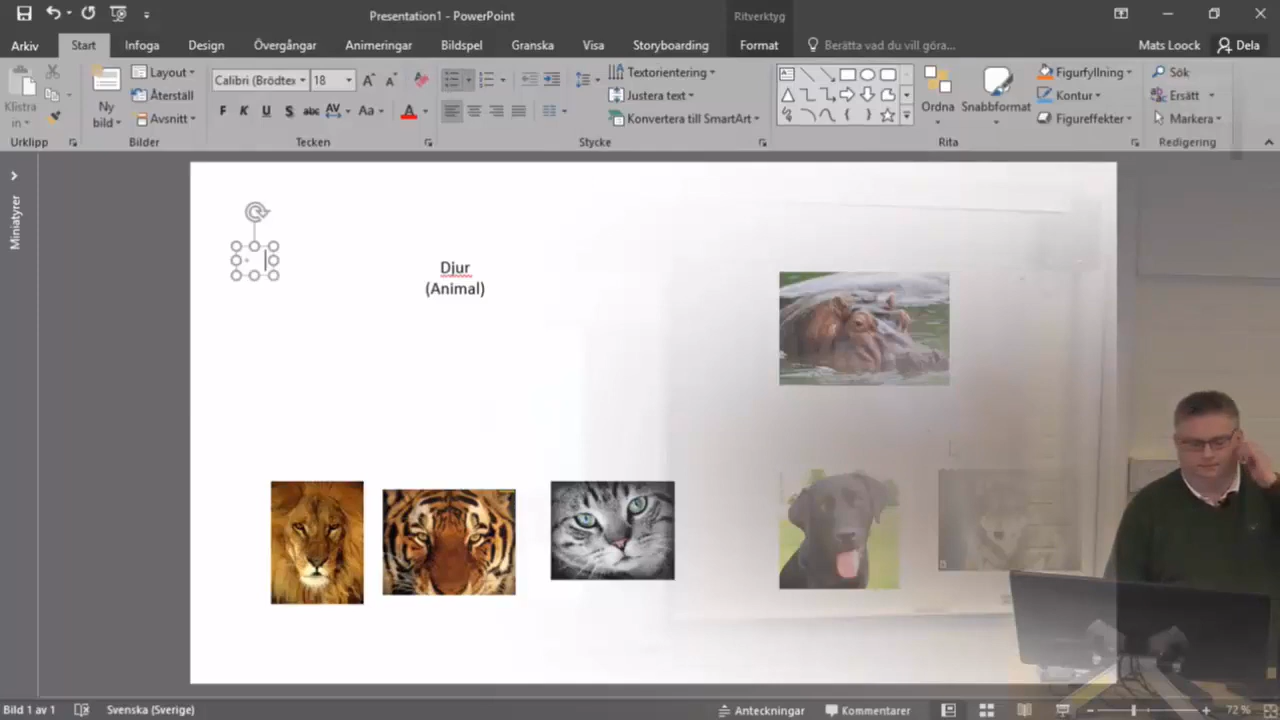 Presentation1 - PowerPoint
Ritverktyg
Arkiv
Start
Infoga
Design
Övergångar
Animeringar
Bildspel
Granska
Visa
Storyboarding
Format
Berätta vad du vill göra...
Mats Loock
Dela
Klistra
in
Ny
bild
Layout
Återställ
Avsnitt
Calibri (Brödtex
18
F K U S abc AV Aa A
Textorientering
Justera text
Konvertera till SmartArt
Ordna
Snabbformat
Figurfyllning
Kontur
Figureffekter
Sök
Ersätt
Markera
Urklipp
Bilder
Tecken
Stycke
Rita
Redigering
Miniatyrer
Djur
(Animal)
Bild 1 av 1
Svenska (Sverige)
Anteckningar
Kommentarer
72 %